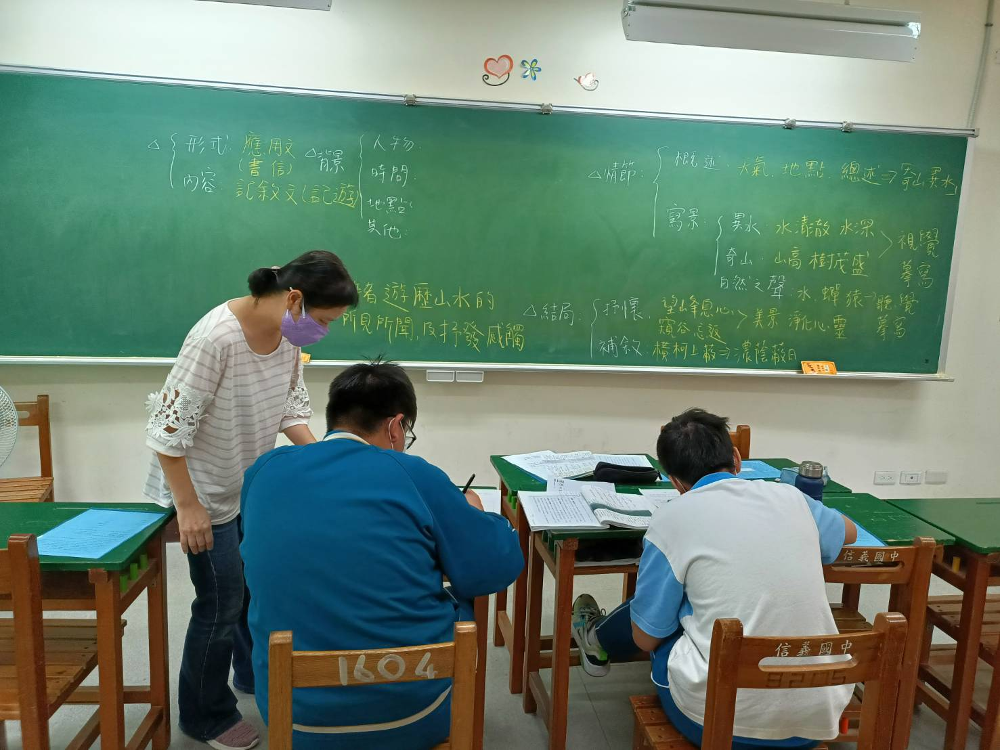 △ 形式: 應用文
(書信)
內容: 記敘文(記遊)
△背景
人物:
時間:
地點:
其他:
者遊歷山水的
所見所聞,及抒發感觸
△情節: 概述: 天氣、地點、總述⇒「奇山異水」
寫景: 異水: 水清澈 水深
奇山: 山高 樹茂盛
視覺
摹寫
自然之聲: 水、蟬、猿→聽覺
摹寫
△結局: 抒懷: 望峰息心
窺谷忘返
美景淨化心靈
補敘: 橫柯上蔽⇒濃陰蔽日
信義國中
1604
信義國中
8205